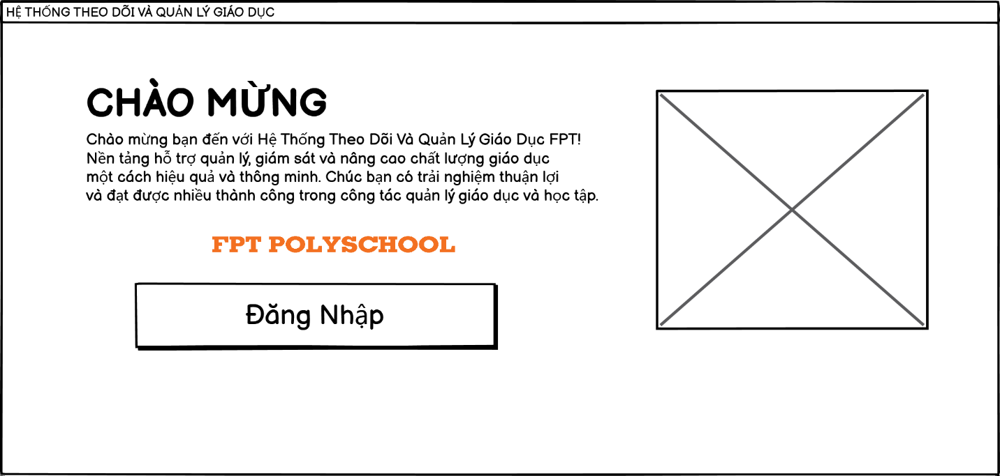 HỆ THỐNG THEO DÕI VÀ QUẢN LÝ GIÁO DỤC
CHÀO MỪNG
Chào mừng bạn đến với Hệ Thống Theo Dõi Và Quản Lý Giáo Dục FPT!
Nền tảng hỗ trợ quản lý, giám sát và nâng cao chất lượng giáo dục
một cách hiệu quả và thông minh. Chúc bạn có trải nghiệm thuận lợi
và đạt được nhiều thành công trong công tác quản lý giáo dục và học tập.
FPT POLYSCHOOL
Đăng Nhập